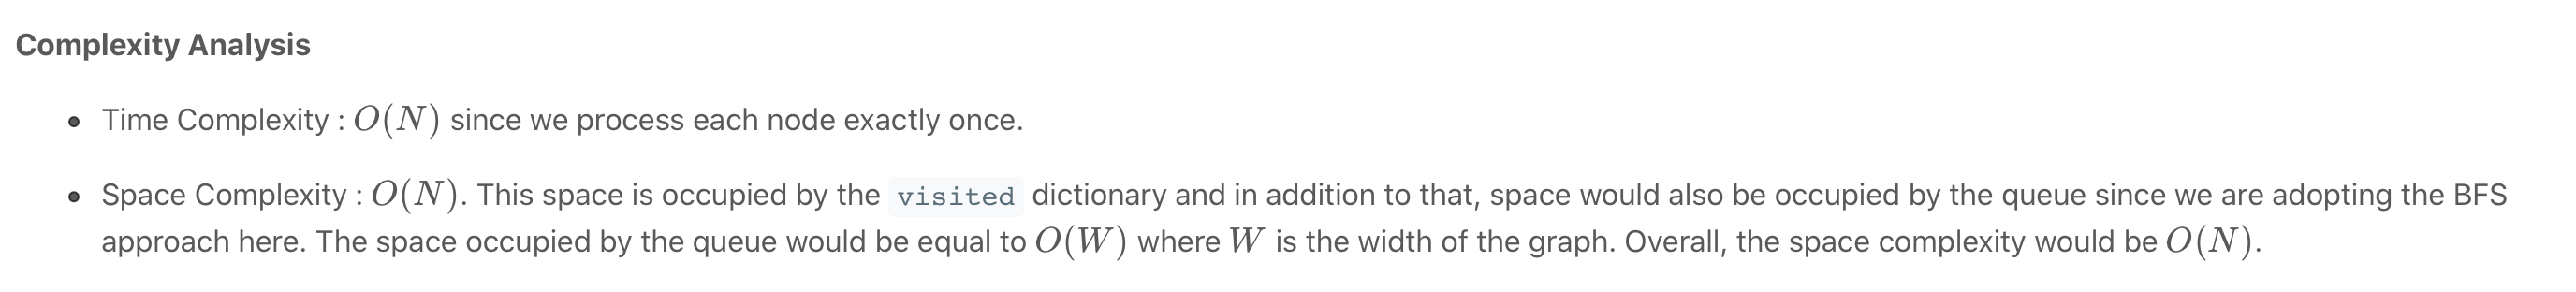 Complexity Analysis
• Time Complexity : O(N) since we process each node exactly once.
• Space Complexity : O(N). This space is occupied by the visited dictionary and in addition to that, space would also be occupied by the queue since we are adopting the BFS
approach here. The space occupied by the queue would be equal to O(W) where W is the width of the graph. Overall, the space complexity would be O(N).